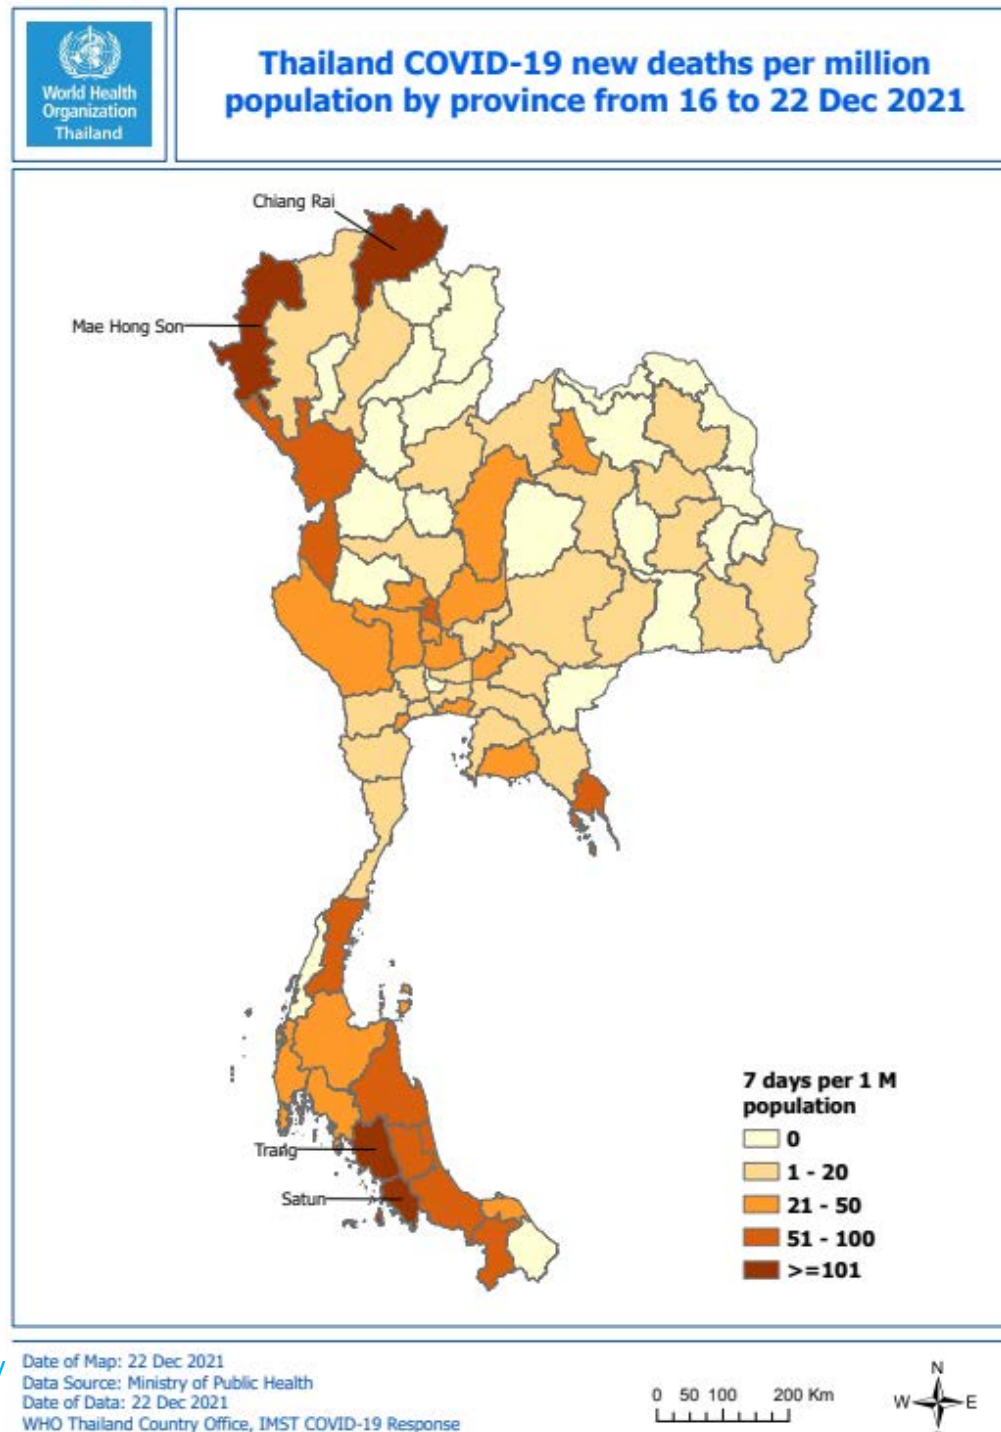 World Health
Organization
Thailand
Thailand COVID-19 new deaths per million
population by province from 16 to 22 Dec 2021
Chiang Rai
Mae Hong Son
Trang
Satun
7 days per 1 M
population
0
1 - 20
21 - 50
51 - 100
>=101
Date of Map: 22 Dec 2021
Data Source: Ministry of Public Health
Date of Data: 22 Dec 2021
WHO Thailand Country Office, IMST COVID-19 Response
0 50 100 200 Km
N
W E